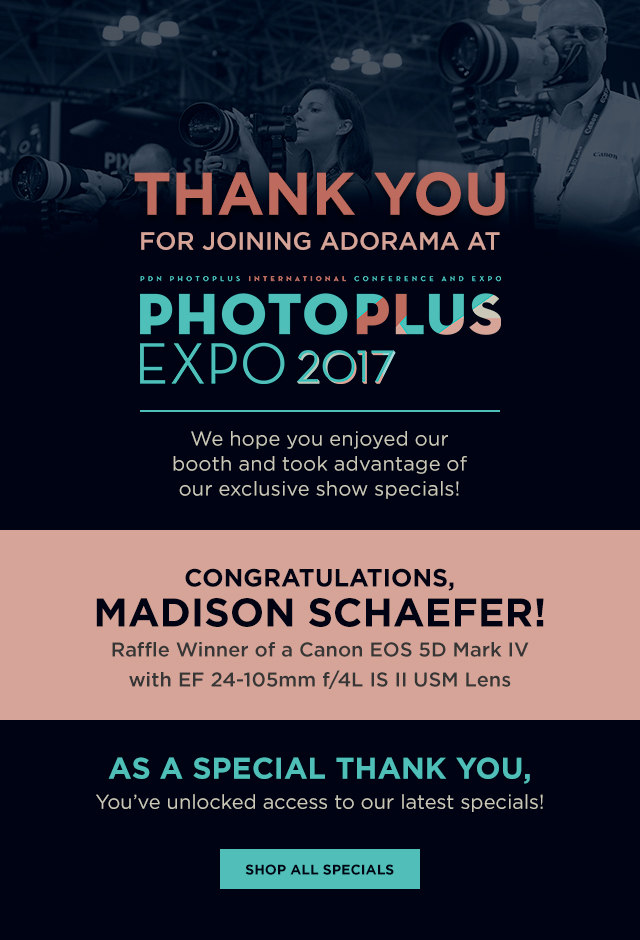 Canon
THANK YOU
FOR JOINING ADORAMA AT
PDN PHOTOPLUS INTERNATIONAL CONFERENCE AND EXPO
PHOTOPLUS
EXPO 2017
We hope you enjoyed our
booth and took advantage of
our exclusive show specials!
CONGRATULATIONS,
MADISON SCHAEFER!
Raffle Winner of a Canon EOS 5D Mark IV
with EF 24-105mm f/4L IS II USM Lens
AS A SPECIAL THANK YOU,
You've unlocked access to our latest specials!
SHOP ALL SPECIALS